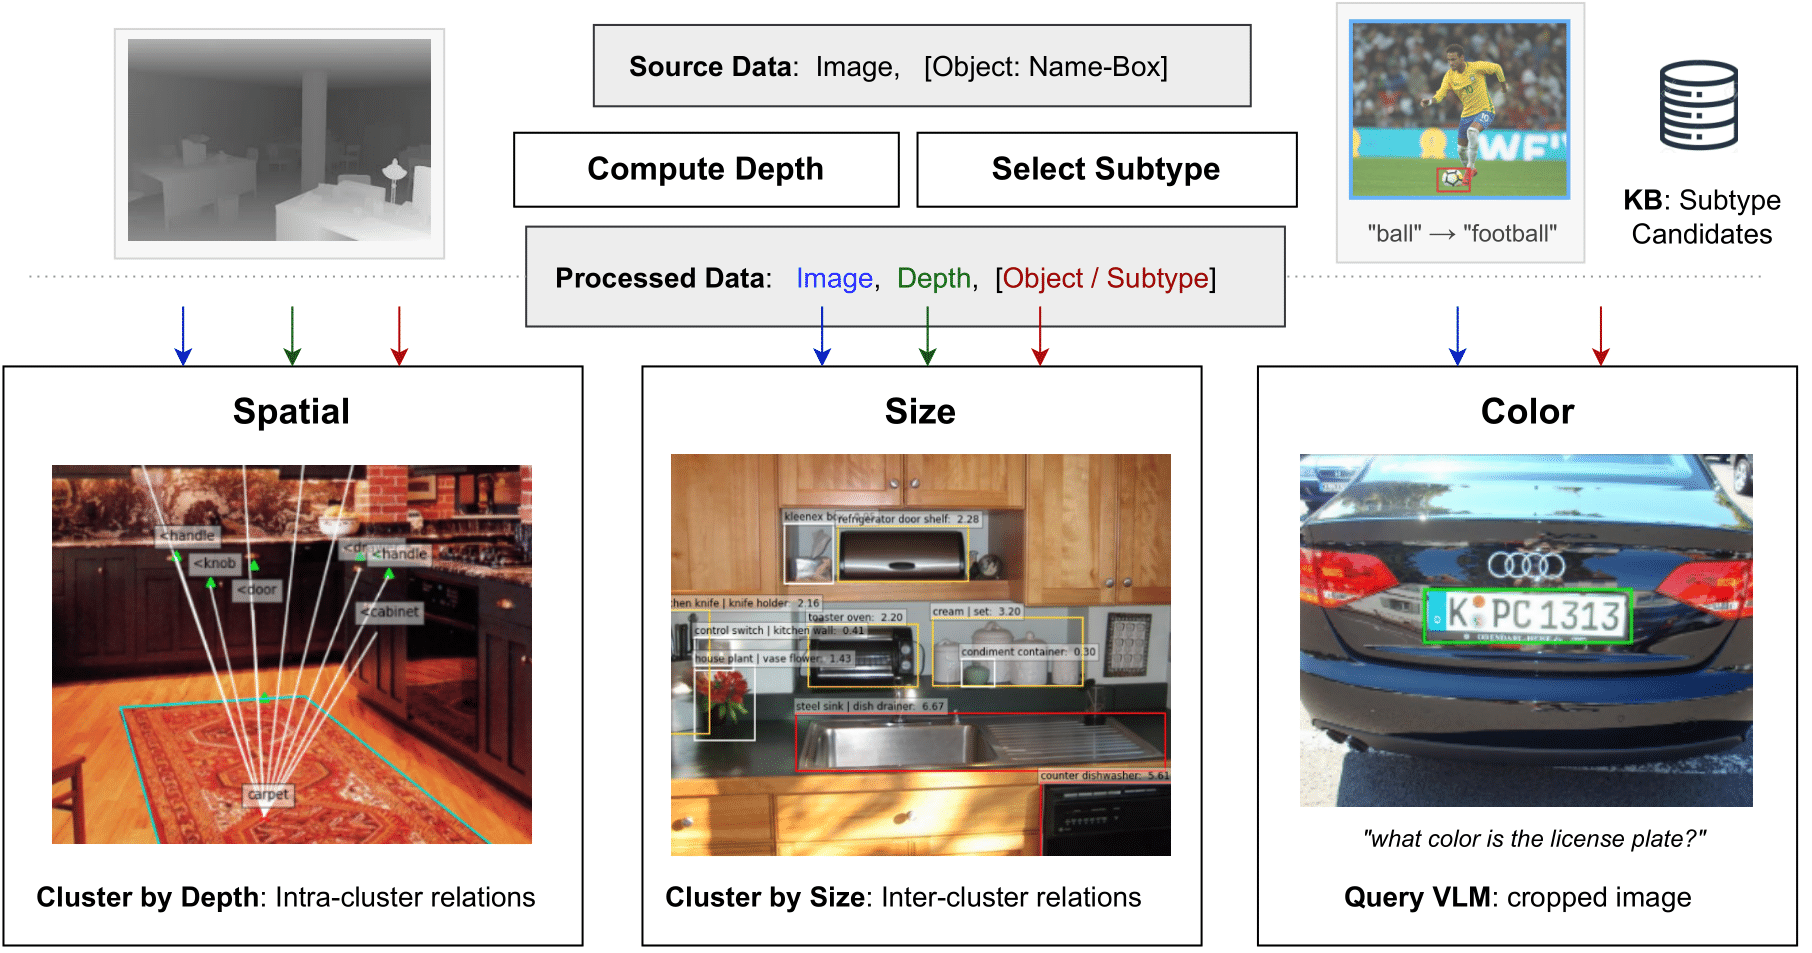 Source Data: Image, [Object: Name-Box]
Compute Depth
Select Subtype
"ball" → "football"
KB: Subtype
Candidates
Processed Data: Image, Depth, [Object / Subtype]
Spatial
<handle
<handle
<knob
<door
<cabinet
carpet
Cluster by Depth: Intra-cluster relations
Size
kleenex
refrigerator door shelf: 2.28
knife | knife holder: 2.16
toaster oven: 2.20
cream | set: 3.20
control switch | kitchen wall: 0.41
condiment container: 0.30
house plant | vase flower: 1.43
steel sink | dish drainer: 6.67
counter dishwasher: 5.61
Cluster by Size: Inter-cluster relations
Color
K PC 1313
"what color is the license plate?"
Query VLM: cropped image